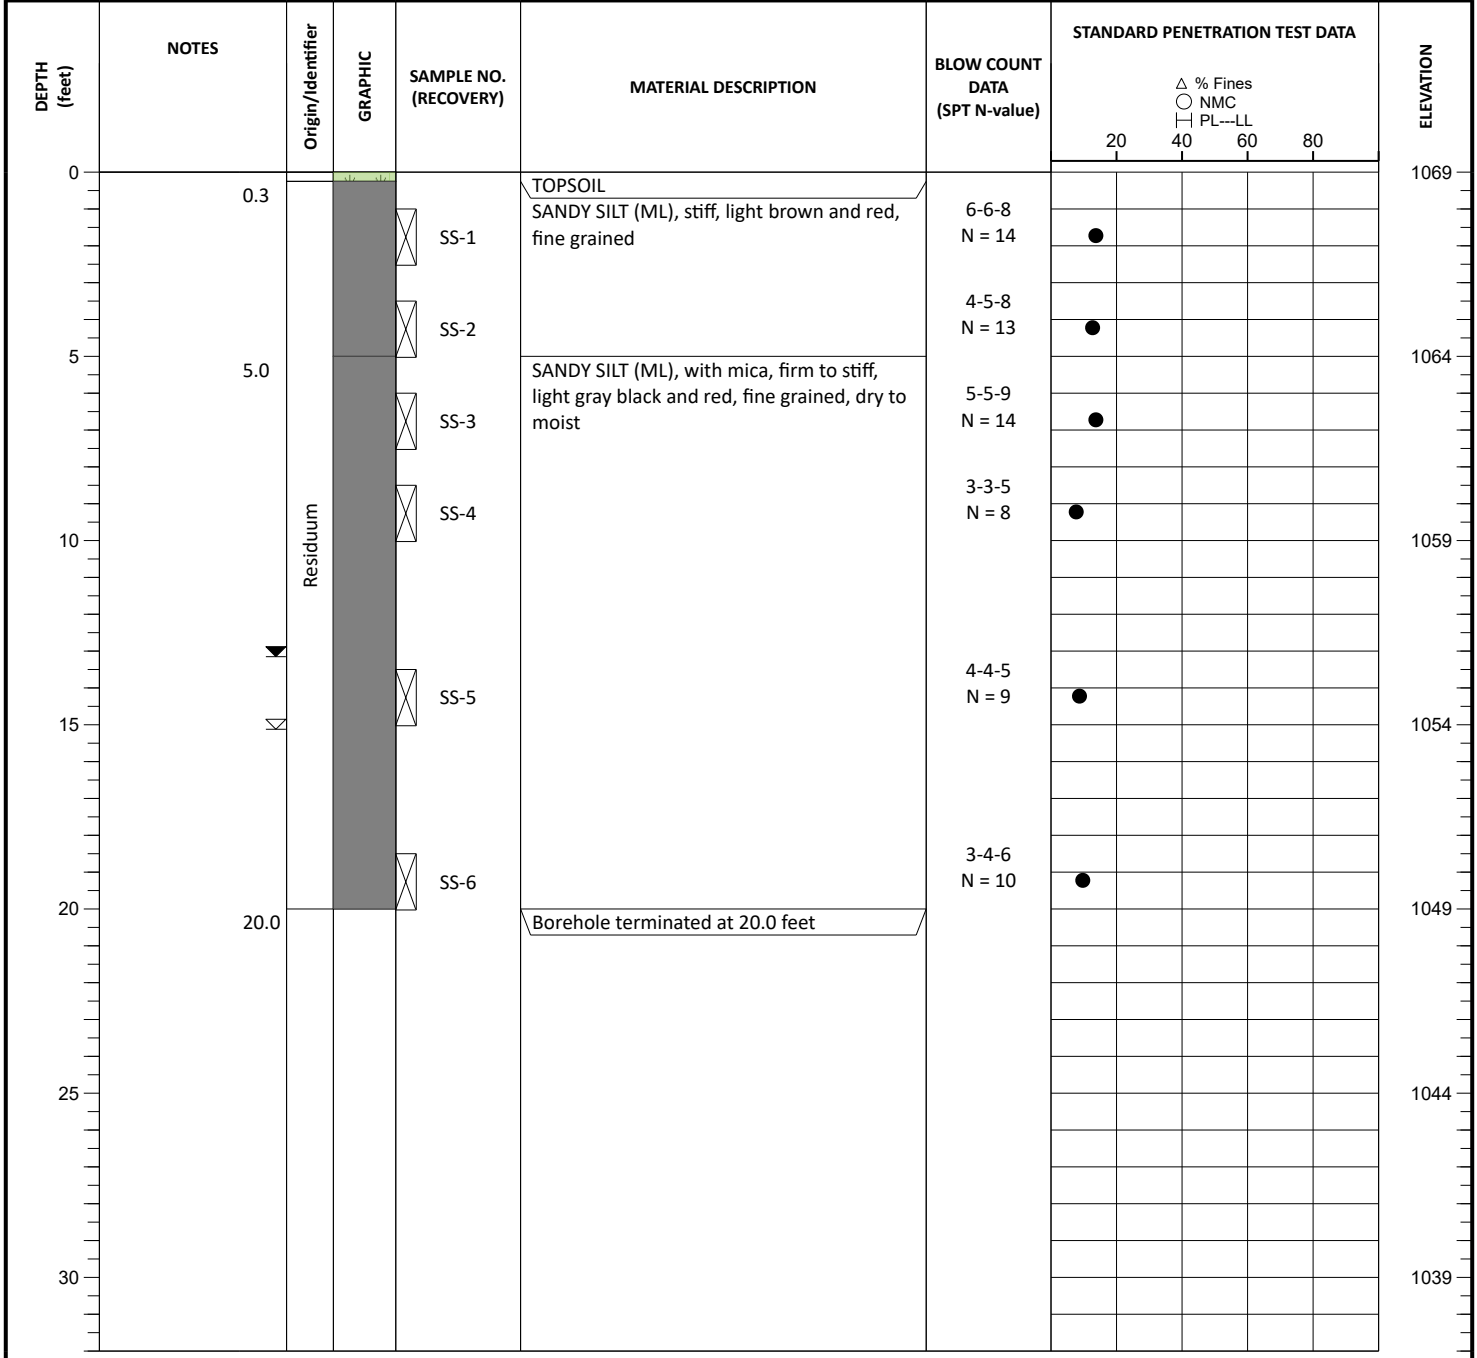 DEPTH
(feet)
NOTES
Origin/Identifier
GRAPHIC
SAMPLE NO.
(RECOVERY)
MATERIAL DESCRIPTION
BLOW COUNT
DATA
(SPT N-value)
STANDARD PENETRATION TEST DATA
△ % Fines
○ NMC
PL---LL
20 40 60 80
ELEVATION
0
0.3
TOPSOIL
1069
SANDY SILT (ML), stiff, light brown and red,
fine grained
SS-1
6-6-8
N = 14
SS-2
4-5-8
N = 13
5
5.0
1064
SANDY SILT (ML), with mica, firm to stiff,
light gray black and red, fine grained, dry to
moist
SS-3
5-5-9
N = 14
SS-4
3-3-5
N = 8
10
Residuum
1059
SS-5
4-4-5
N = 9
15
1054
SS-6
3-4-6
N = 10
20
20.0
Borehole terminated at 20.0 feet
1049
25
1044
30
1039